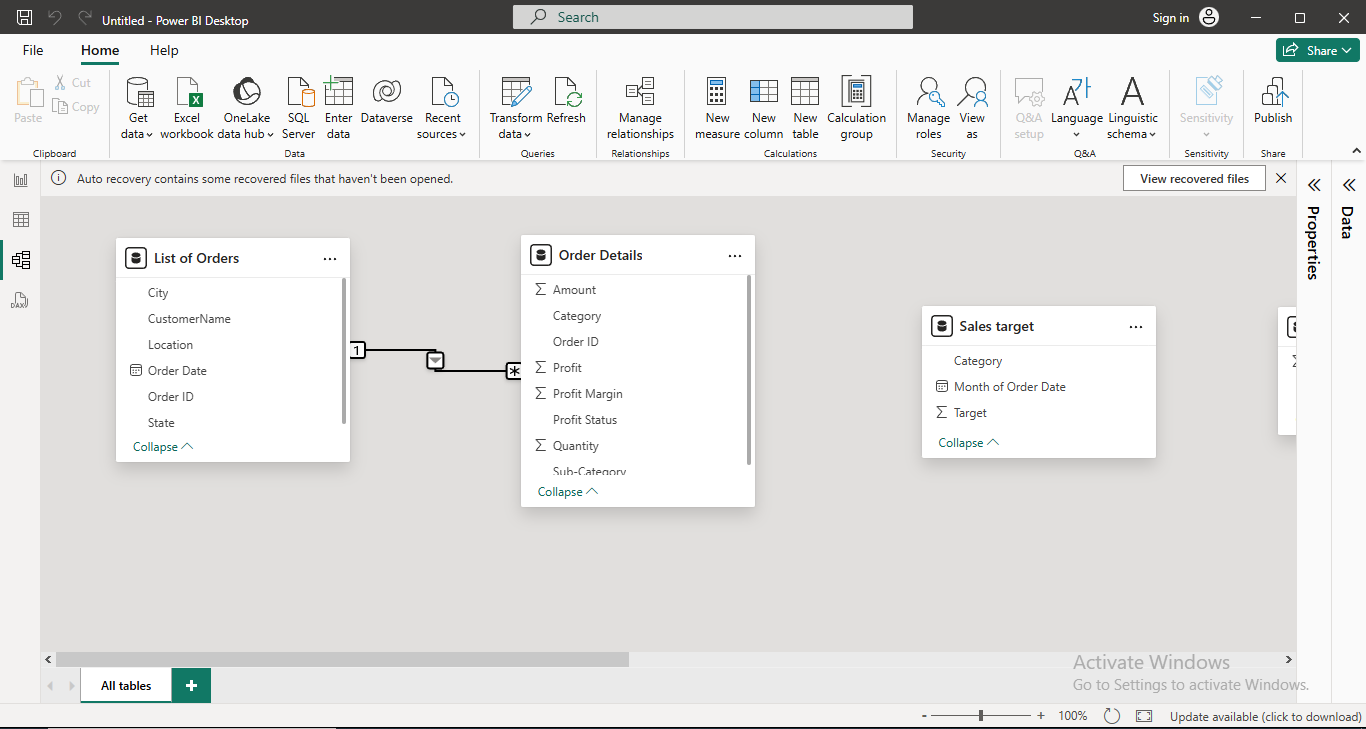 Untitled - Power BI Desktop
Search
Sign in
File
Home
Help
Share
Paste
Cut
Copy
Get data
Excel workbook
OneLake data hub
SQL Server
Enter data
Dataverse
Recent sources
Transform data
Refresh
Manage relationships
New measure
New column
New table
Calculation group
Manage roles
View as
Q&A setup
Language
Linguistic schema
Sensitivity
Publish
Clipboard
Data
Queries
Relationships
Calculations
Security
Q&A
Sensitivity
Share
Auto recovery contains some recovered files that haven't been opened.
View recovered files
List of Orders
City
CustomerName
Location
Order Date
Order ID
State
Collapse
1
*
Order Details
Amount
Category
Order ID
Profit
Profit Margin
Profit Status
Quantity
Sub-Category
Collapse
Sales target
Category
Month of Order Date
Target
Collapse
Properties
Data
DAX
Activate Windows
Go to Settings to activate Windows.
All tables
+
- + 100%
Update available (click to download)